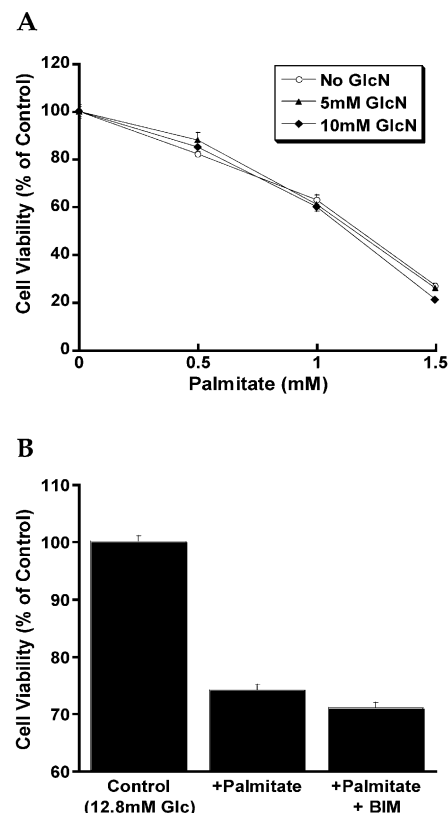 A
Cell Viability (% of Control)
120
100
80
60
40
20
0
No GlcN
5mM GlcN
10mM GlcN
0
0.5
1
1.5
Palmitate (mM)
B
Cell Viability (% of Control)
110
100
90
80
70
60
Control
(12.8mM Glc)
+Palmitate
+Palmitate
+ BIM